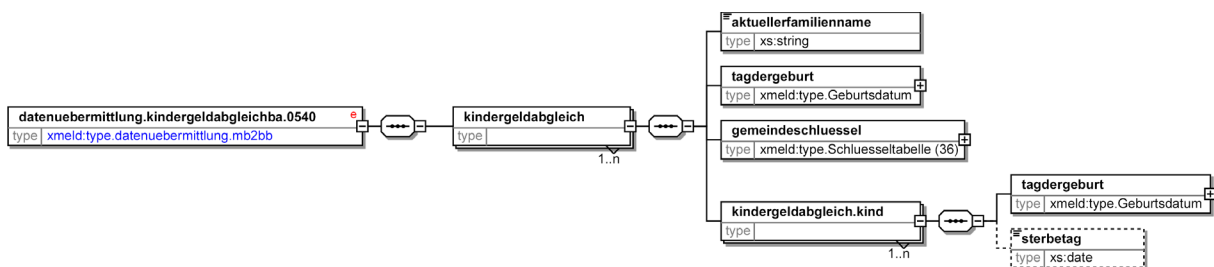 datenuebermittlung.kindergeldabgleichba.0540 e
type xmeld:type.datenuebermittlung.mb2bb
kindergeldabgleich
type
1..n
aktuellerfamilienname
type xs:string
tagdergeburt
type xmeld:type.Geburtsdatum
gemeindeschluessel
type xmeld:type.Schluesseltabelle (36)
kindergeldabgleich.kind
type
1..n
tagdergeburt
type xmeld:type.Geburtsdatum
sterbetag
type xs:date